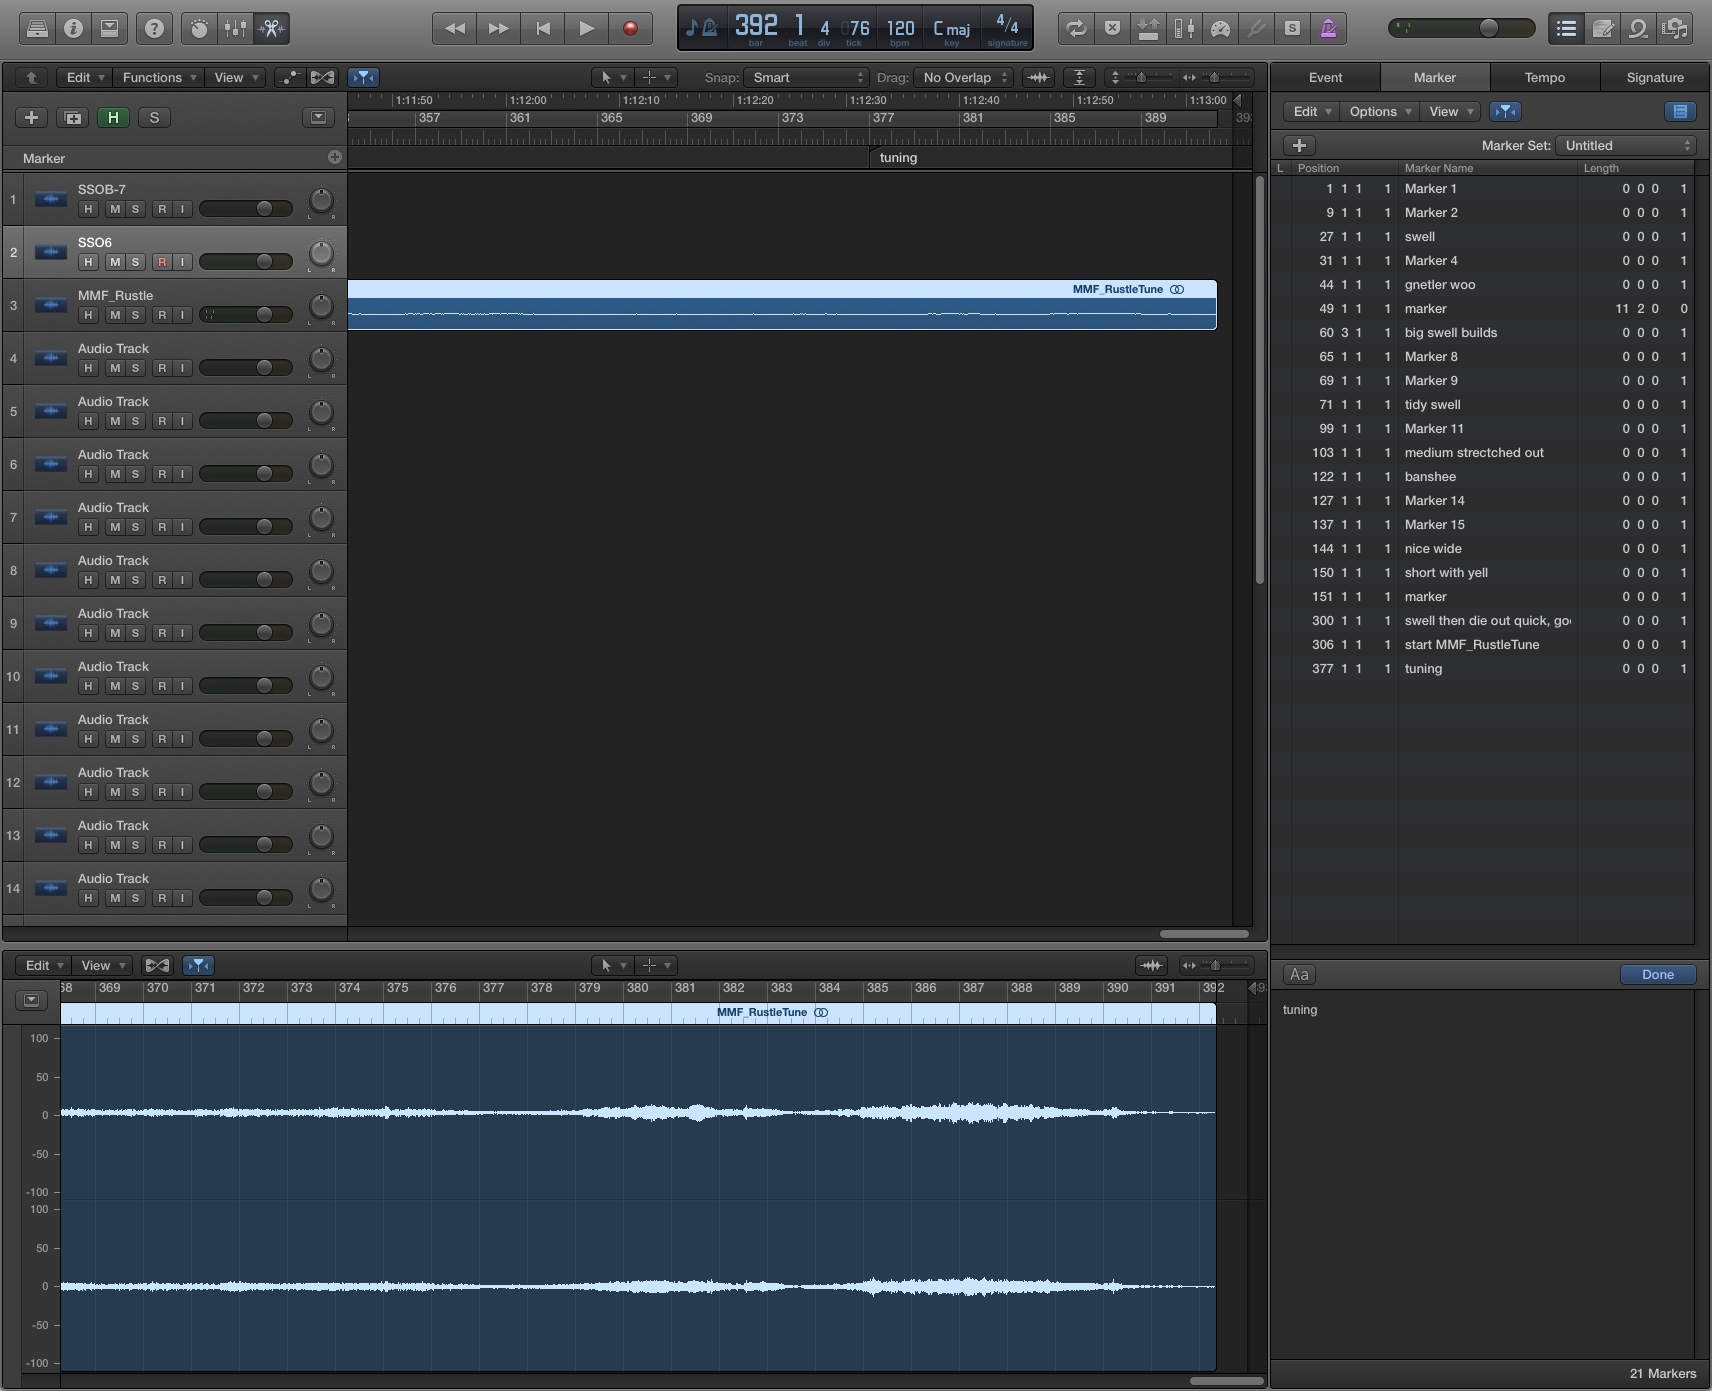 392 1 4 076 120 C maj 4/4
bar beat div tick bpm key signature
S
Edit Functions View
Snap: Smart Drag: No Overlap
H S
1:11:50 1:12:00 1:12:10 1:12:20 1:12:30 1:12:40 1:12:50 1:13:00
357 361 365 369 373 377 381 385 389 393
Marker
tuning
1 SSOB-7
H M S R I L R
2 SSO6
H M S R I L R
3 MMF_Rustle
H M S R I L R
MMF_RustleTune
4 Audio Track
H M S R I L R
5 Audio Track
H M S R I L R
6 Audio Track
H M S R I L R
7 Audio Track
H M S R I L R
8 Audio Track
H M S R I L R
9 Audio Track
H M S R I L R
10 Audio Track
H M S R I L R
11 Audio Track
H M S R I L R
12 Audio Track
H M S R I L R
13 Audio Track
H M S R I L R
14 Audio Track
H M S R I L R
Event Marker Tempo Signature
Edit Options View
Marker Set: Untitled
L Position Marker Name Length
1 1 1 1 Marker 1 0 0 0 1
9 1 1 1 Marker 2 0 0 0 1
27 1 1 1 swell 0 0 0 1
31 1 1 1 Marker 4 0 0 0 1
44 1 1 1 gnetler woo 0 0 0 1
49 1 1 1 marker 11 2 0 0
60 3 1 1 big swell builds 0 0 0 1
65 1 1 1 Marker 8 0 0 0 1
69 1 1 1 Marker 9 0 0 0 1
71 1 1 1 tidy swell 0 0 0 1
99 1 1 1 Marker 11 0 0 0 1
103 1 1 1 medium strectched out 0 0 0 1
122 1 1 1 banshee 0 0 0 1
127 1 1 1 Marker 14 0 0 0 1
137 1 1 1 Marker 15 0 0 0 1
144 1 1 1 nice wide 0 0 0 1
150 1 1 1 short with yell 0 0 0 1
151 1 1 1 marker 0 0 0 1
300 1 1 1 swell then die out quick, go 0 0 0 1
306 1 1 1 start MMF_RustleTune 0 0 0 1
377 1 1 1 tuning 0 0 0 1
Edit View
68 369 370 371 372 373 374 375 376 377 378 379 380 381 382 383 384 385 386 387 388 389 390 391 392
MMF_RustleTune
100
50
0
-50
-100
100
50
0
-50
-100
Aa Done
tuning
21 Markers